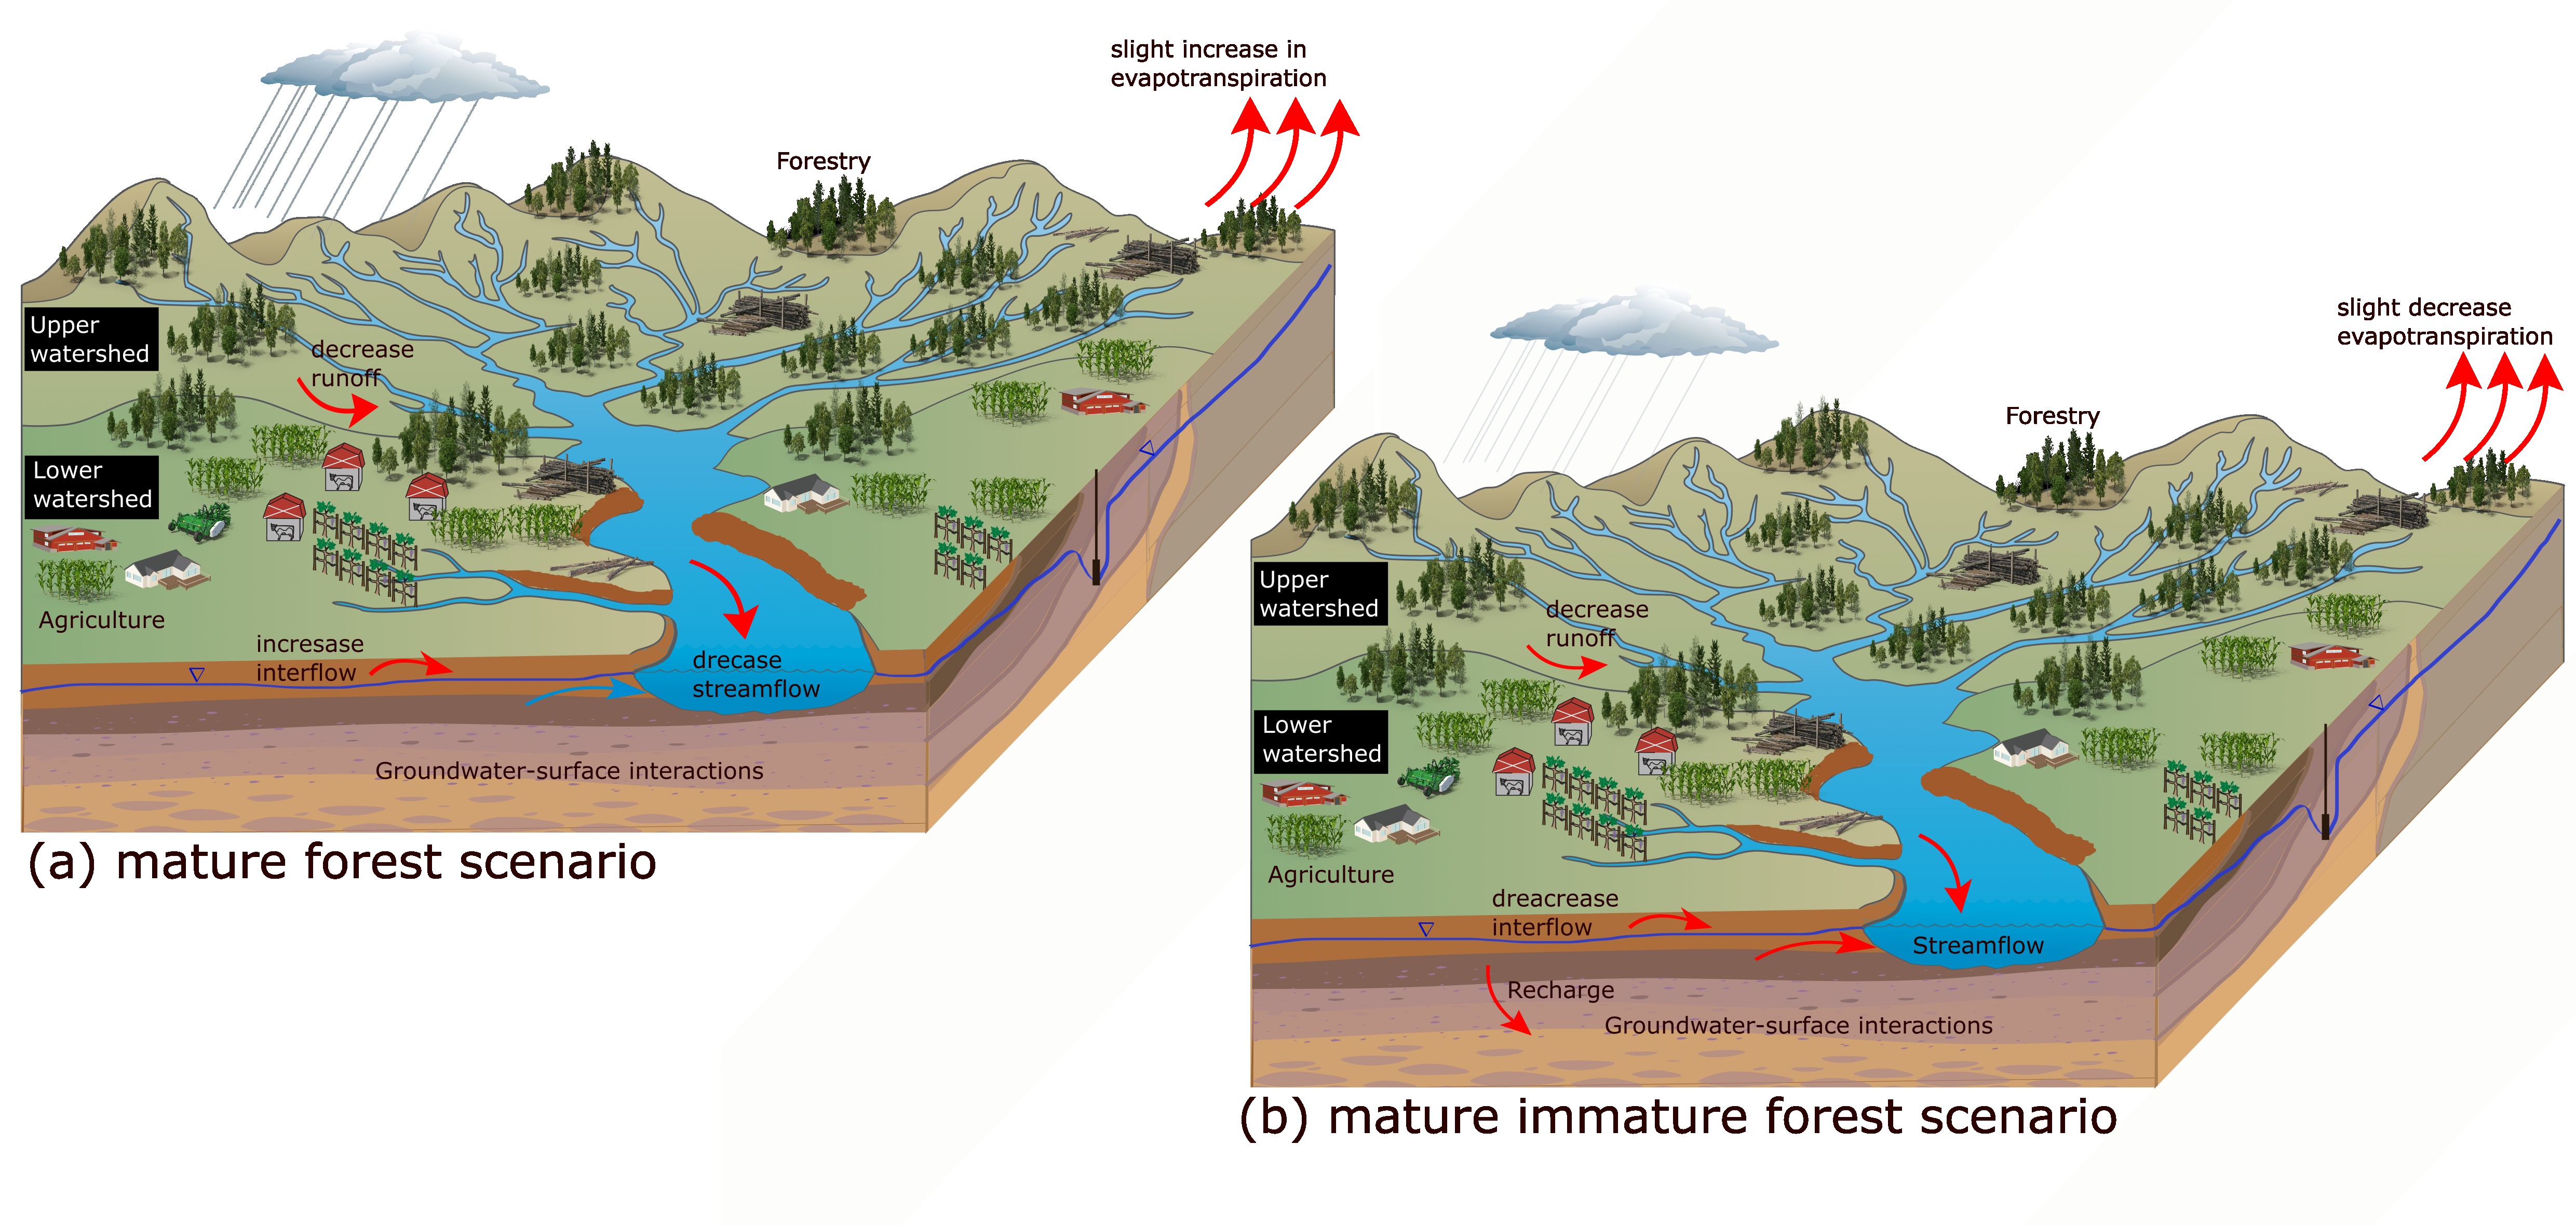 slight increase in
evapotranspiration
Forestry
Upper
watershed
decrease
runoff
Lower
watershed
Agriculture
incresase
interflow
drecase
streamflow
Groundwater-surface interactions
(a) mature forest scenario
slight decrease
evapotranspiration
Forestry
Upper
watershed
decrease
runoff
Lower
watershed
Agriculture
dreacrease
interflow
Streamflow
Recharge
Groundwater-surface interactions
(b) mature immature forest scenario